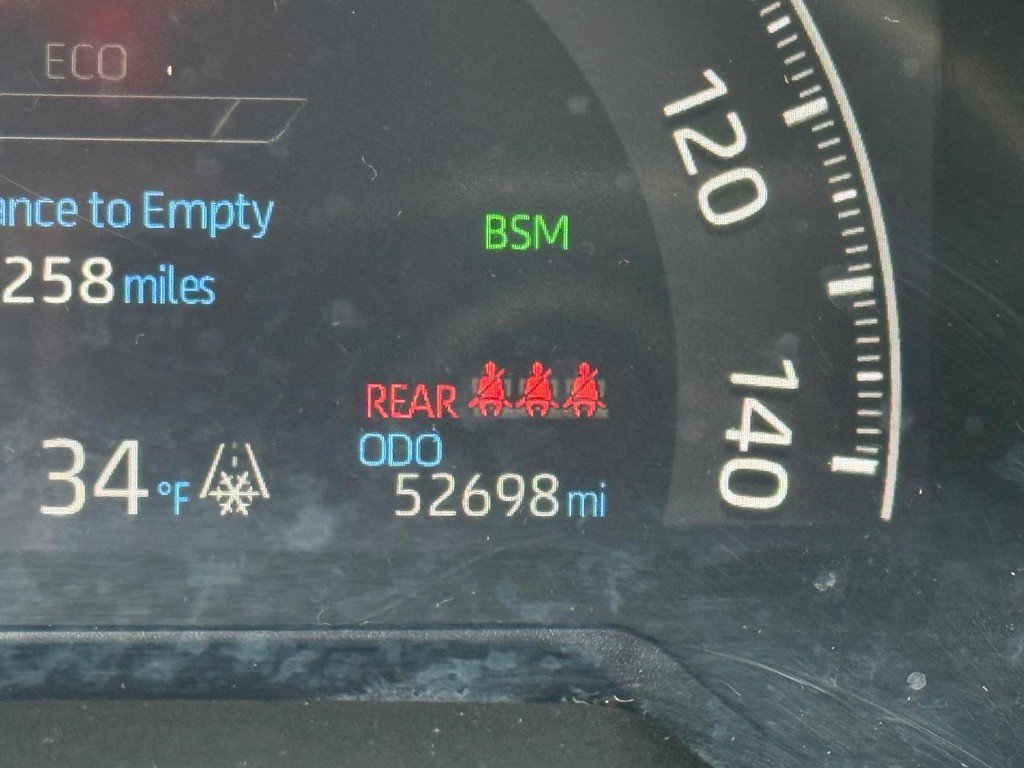 ECO
120
ance to Empty
BSM
258 miles
140
REAR
ODO
34 °F
52698 mi